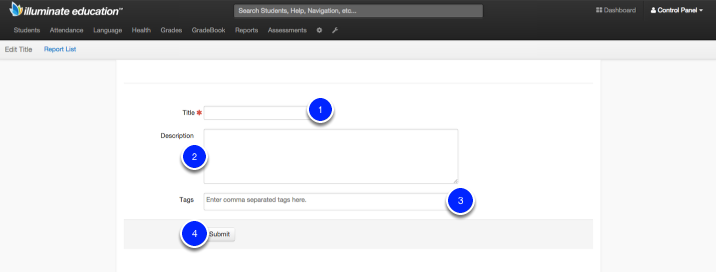 illuminate education™
Search Students, Help, Navigation, etc...
Dashboard
Control Panel
Students Attendance Language Health Grades GradeBook Reports Assessments
Edit Title Report List
Title *
1
Description
2
Tags
Enter comma separated tags here.
3
4
Submit